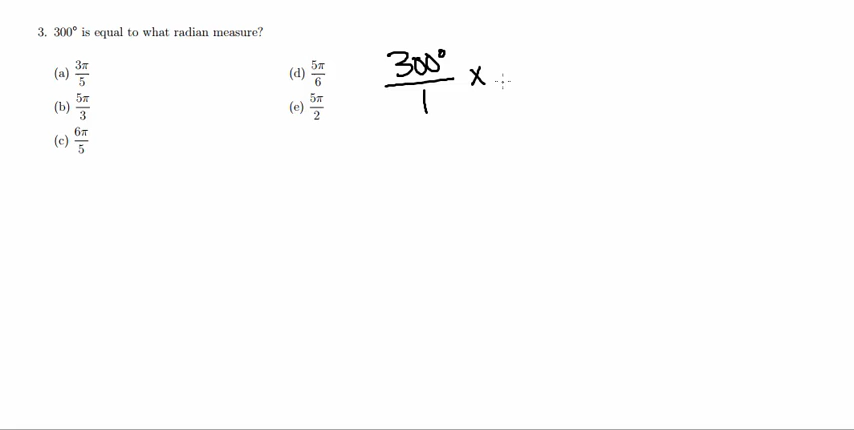 3. 300° is equal to what radian measure?
(a) 3π/5
(b) 5π/3
(c) 6π/5
(d) 5π/6
(e) 5π/2
300°/1 ×